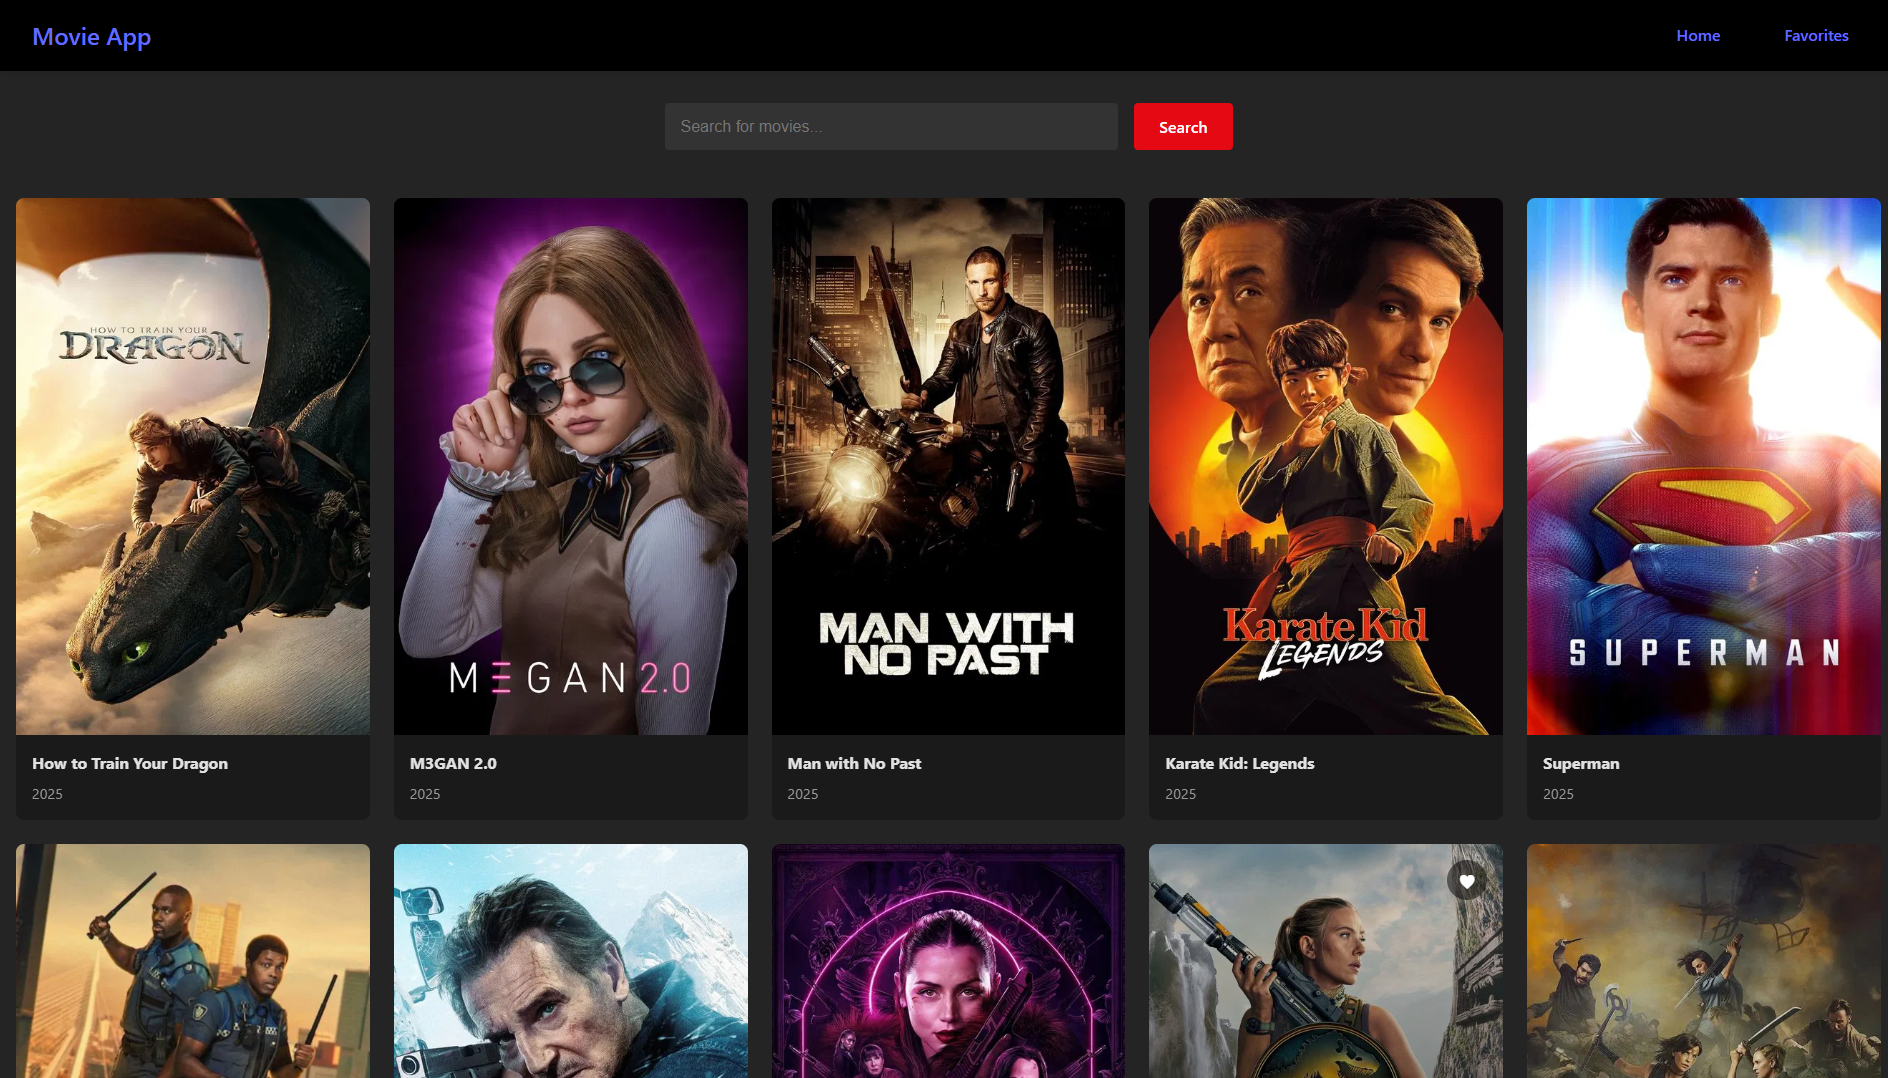 Movie App
Home
Favorites
Search for movies...
Search
HOW TO TRAIN YOUR
DRAGON
MΞGAN 2.0
MAN WITH
NO PAST
Karate Kid
LEGENDS
SUPERMAN
How to Train Your Dragon
2025
M3GAN 2.0
2025
Man with No Past
2025
Karate Kid: Legends
2025
Superman
2025